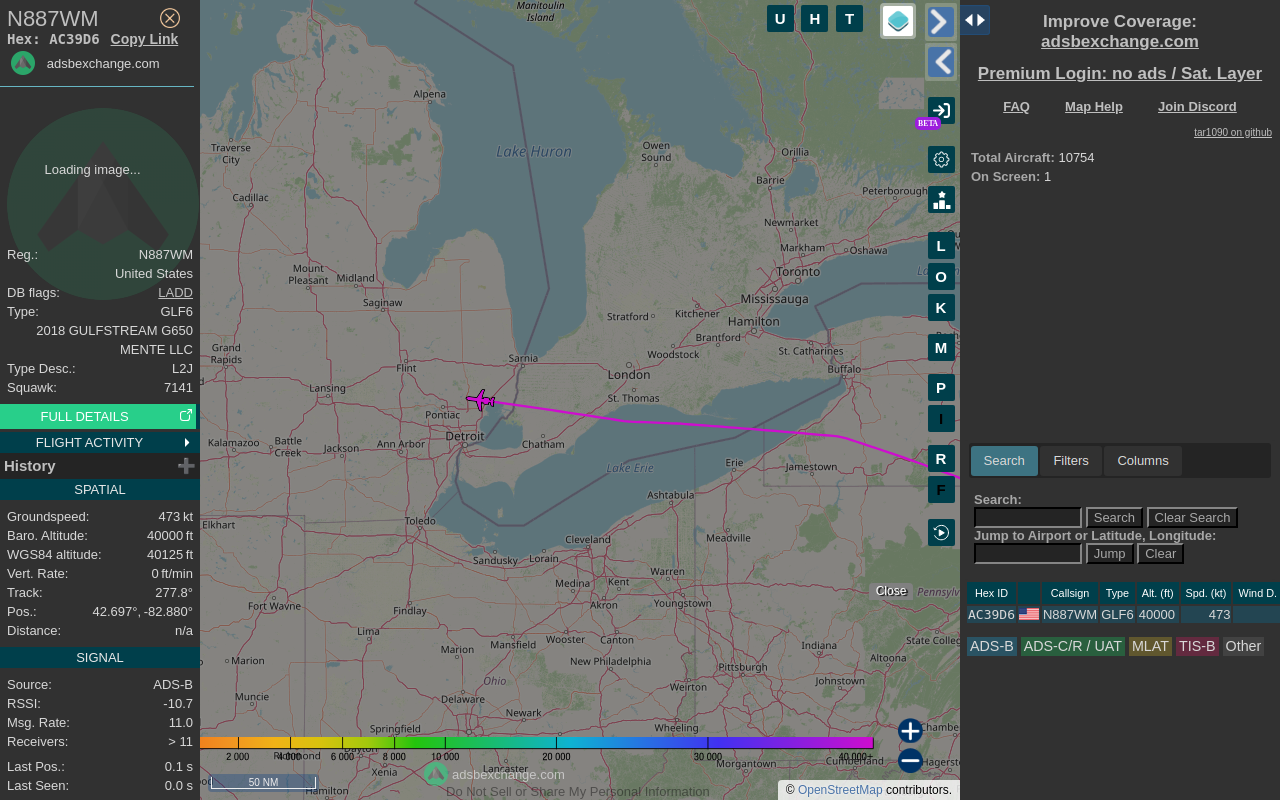 N887WM
Hex: AC39D6 Copy Link
adsbexchange.com
Loading image...
Reg.: N887WM
United States
DB flags: LADD
Type: GLF6
2018 GULFSTREAM G650
MENTE LLC
Type Desc.: L2J
Squawk: 7141
FULL DETAILS
FLIGHT ACTIVITY
History
SPATIAL
Groundspeed: 473 kt
Baro. Altitude: 40000 ft
WGS84 altitude: 40125 ft
Vert. Rate: 0 ft/min
Track: 277.8°
Pos.: 42.697°, -82.880°
Distance: n/a
SIGNAL
Source: ADS-B
RSSI: -10.7
Msg. Rate: 11.0
Receivers: > 11
Last Pos.: 0.1 s
Last Seen: 0.0 s
Manitoulin
Island
U H T
Alpena
BETA
Traverse
City
Lake Huron
Owen
Sound
Orillia
Barrie
Cadillac
Peterborough
Newmarket
Markham
Oshawa
L
Mount
Pleasant
Midland
Toronto
O
Saginaw
Mississauga
K
Stratford
Kitchener
Hamilton
Brantford
M
Grand
Rapids
Sarnia
Woodstock
St. Catharines
Flint
London
Buffalo
Lansing
St. Thomas
P
Pontiac
I
Detroit
Kalamazoo
Battle
Creek
Jackson
Ann Arbor
Chatham
Lake Erie
Erie
Jamestown
R
F
Ashtabula
Elkhart
Toledo
Cleveland
Meadville
Sandusky
Lorain
Warren
Medina
Kent
Close
Pennsylv
Fort Wayne
Findlay
Akron
Youngstown
Lima
Marion
Mansfield
Wooster
Canton
Indiana
State Colleg
Marion
New Philadelphia
Pittsburgh
Altoona
Ohio
Weirton
Johnstown
Muncie
Delaware
Newark
Wheeling
Springfield
Chambe
2 000 4 000 6 000 8 000 10 000 20 000 30 000 40 000+
Richmond
Dayton
Xenia
Lancaster
Morgantown
Cumberland
Hagerst
adsbexchange.com
50 NM
Hamilton
Do Not Sell or Share My Personal Information
© OpenStreetMap contributors.
Improve Coverage:
adsbexchange.com
Premium Login: no ads / Sat. Layer
FAQ Map Help Join Discord
tar1090 on github
Total Aircraft: 10754
On Screen: 1
Search Filters Columns
Search:
Search Clear Search
Jump to Airport or Latitude, Longitude:
Jump Clear
Hex ID Callsign Type Alt. (ft) Spd. (kt) Wind D.
AC39D6 N887WM GLF6 40000 473
ADS-B ADS-C/R / UAT MLAT TIS-B Other